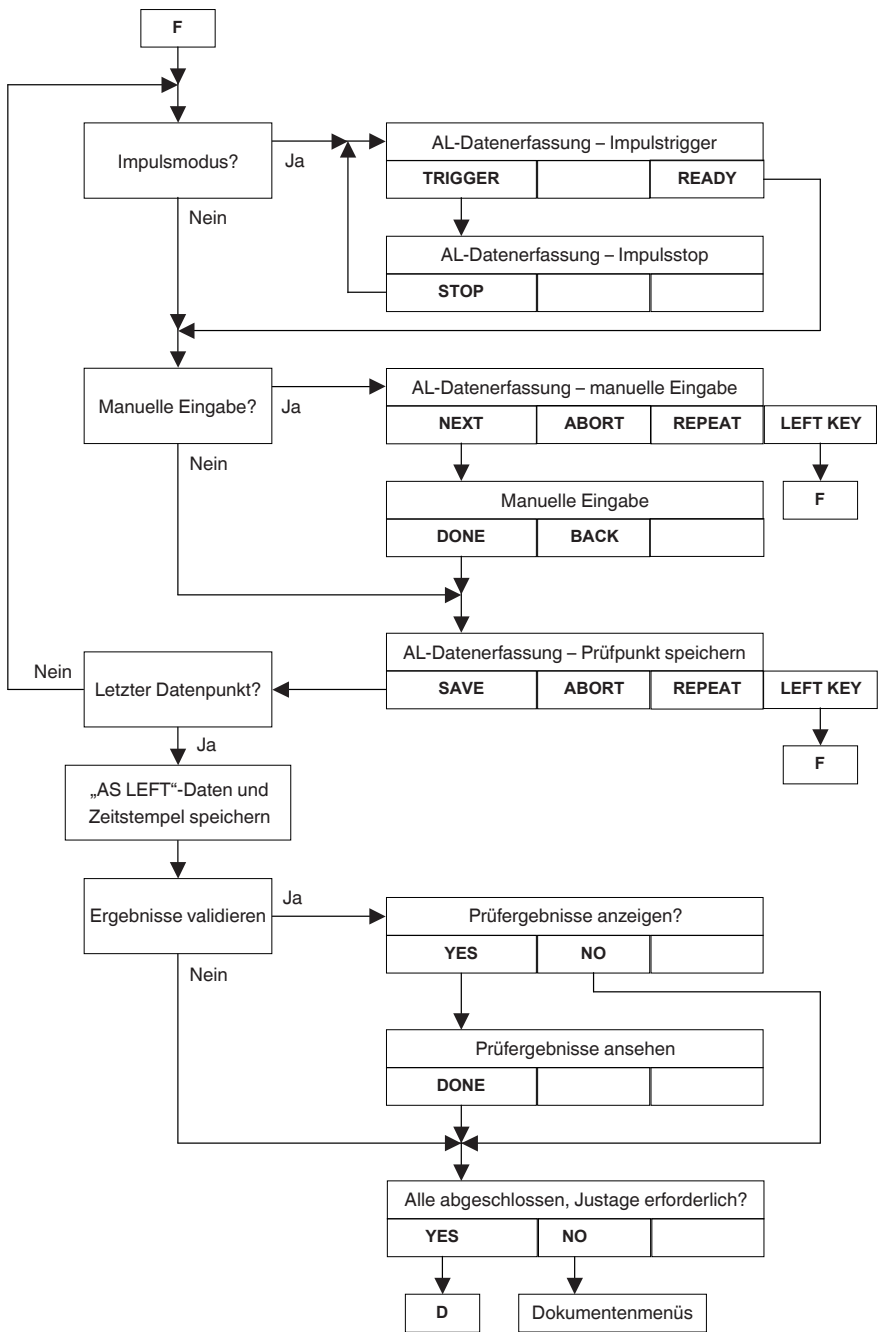 F
Impulsmodus?
Ja
Nein
AL-Datenerfassung – Impulstrigger
TRIGGER READY
AL-Datenerfassung – Impulsstop
STOP
Manuelle Eingabe?
Ja
Nein
AL-Datenerfassung – manuelle Eingabe
NEXT ABORT REPEAT LEFT KEY
F
Manuelle Eingabe
DONE BACK
AL-Datenerfassung – Prüfpunkt speichern
SAVE ABORT REPEAT LEFT KEY
F
Letzter Datenpunkt?
Nein
Ja
„AS LEFT“-Daten und
Zeitstempel speichern
Ergebnisse validieren
Ja
Nein
Prüfergebnisse anzeigen?
YES NO
Prüfergebnisse ansehen
DONE
Alle abgeschlossen, Justage erforderlich?
YES NO
D
Dokumentenmenüs